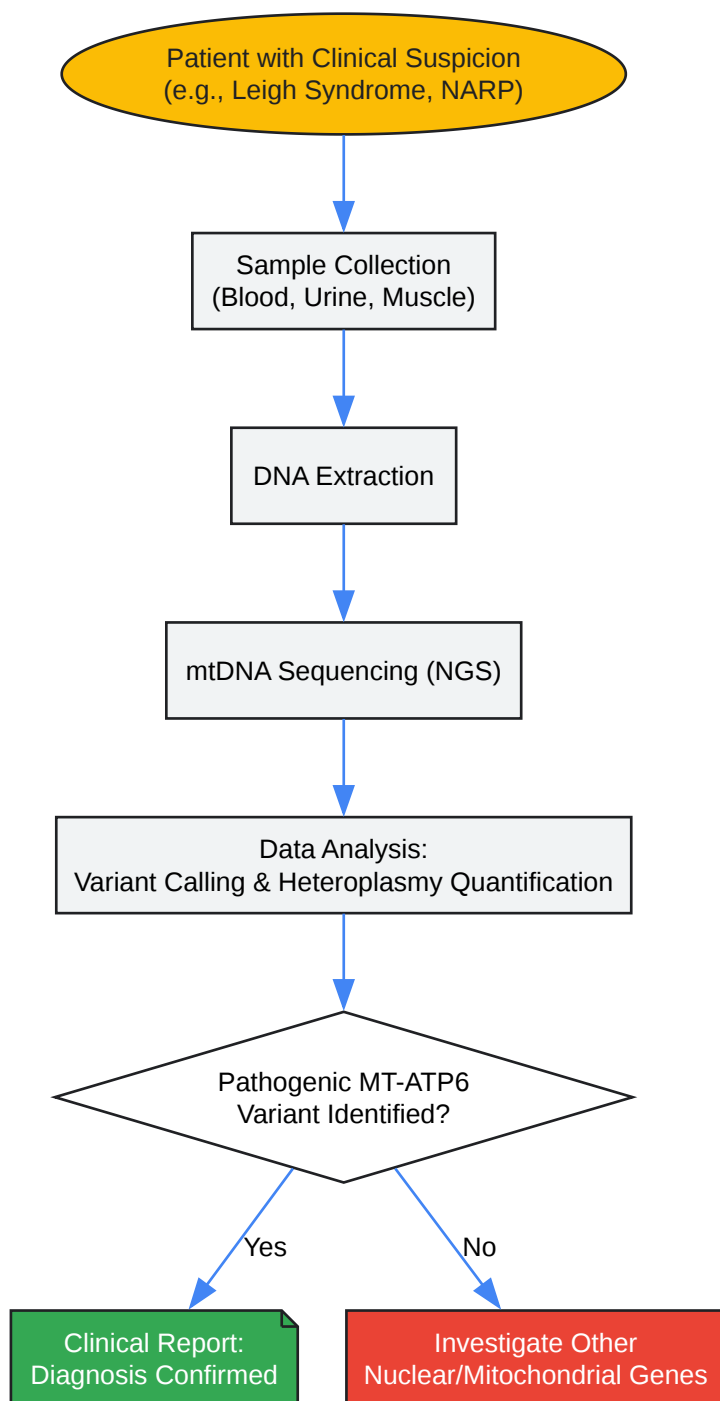 Patient with Clinical Suspicion
(e.g., Leigh Syndrome, NARP)
Sample Collection
(Blood, Urine, Muscle)
DNA Extraction
mtDNA Sequencing (NGS)
Data Analysis:
Variant Calling & Heteroplasmy Quantification
Pathogenic MT-ATP6
Variant Identified?
Yes
No
Clinical Report:
Diagnosis Confirmed
Investigate Other
Nuclear/Mitochondrial Genes